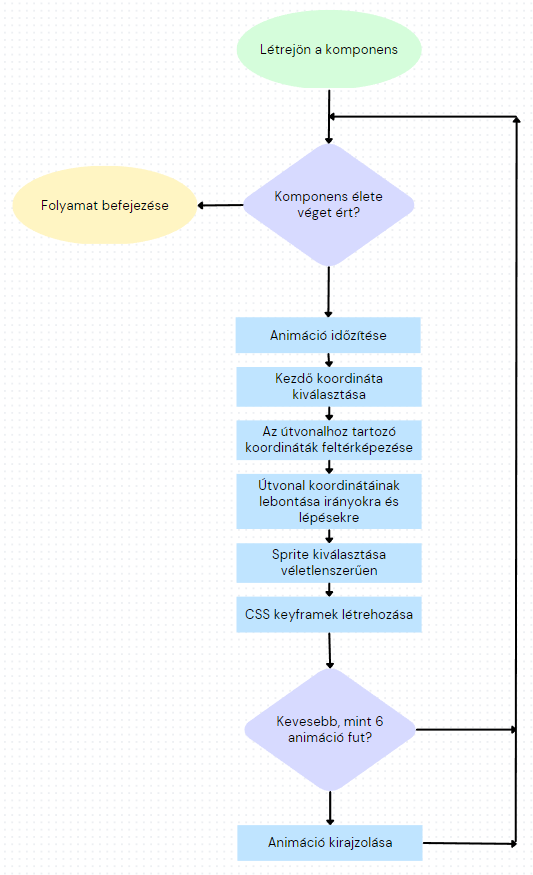 Létrejön a komponens
Komponens élete
véget ért?
Folyamat befejezése
Animáció időzítése
Kezdő koordináta
kiválasztása
Az útvonalhoz tartozó
koordináták feltérképezése
Útvonal koordinátáinak
lebontása irányokra és
lépésekre
Sprite kiválasztása
véletlenszerűen
CSS keyframek létrehozása
Kevesebb, mint 6
animáció fut?
Animáció kirajzolása